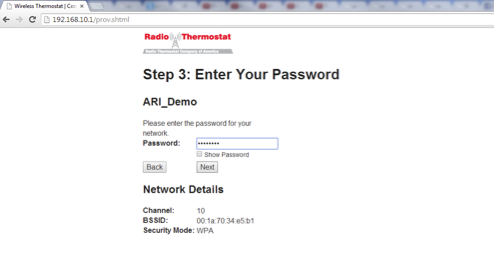 Wireless Thermostat | Con
192.168.10.1/prov.shtml
Radio Thermostat
Radio Thermostat Company of America
Step 3: Enter Your Password
ARI_Demo
Please enter the password for your
network.
Password: ••••••••
Show Password
Back Next
Network Details
Channel: 10
BSSID: 00:1a:70:34:e5:b1
Security Mode: WPA